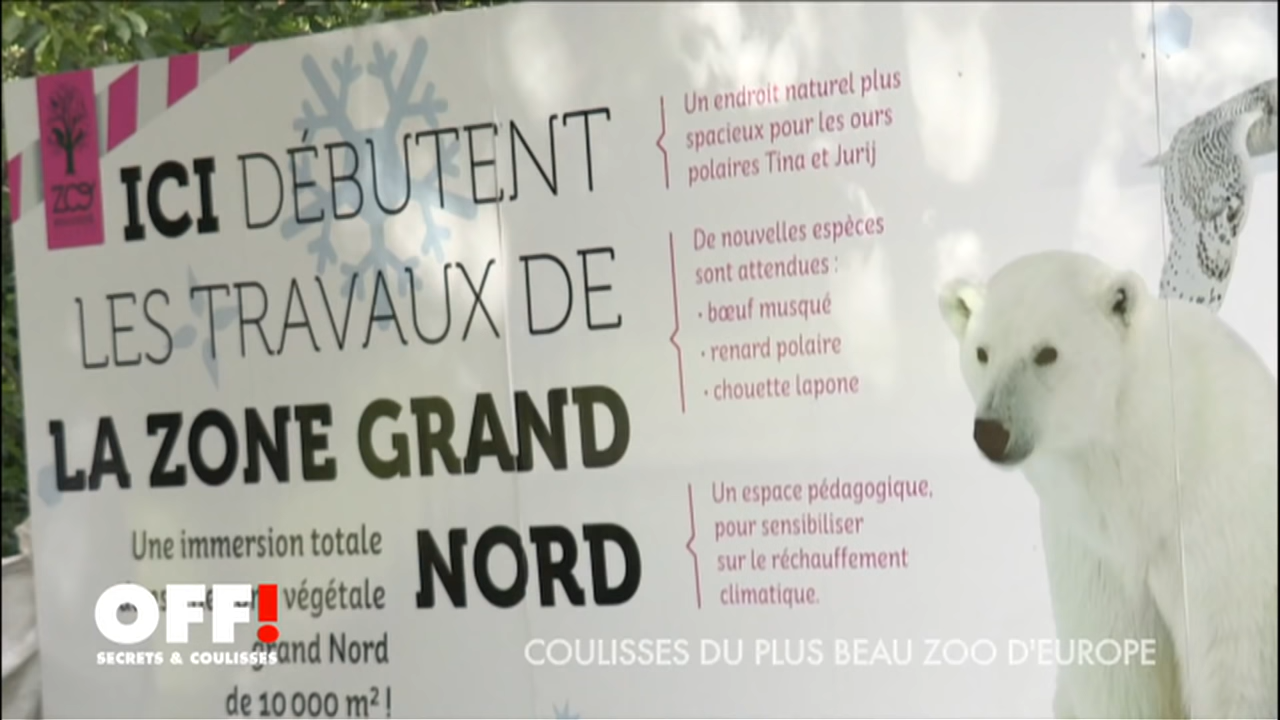 ZOO
ICI DÉBUTENT
LES TRAVAUX DE
LA ZONE GRAND
NORD
Une immersion totale
végétale
grand Nord
de 10 000 m² !
Un endroit naturel plus
spacieux pour les ours
polaires Tina et Jurij
De nouvelles espèces
sont attendues :
· bœuf musqué
· renard polaire
· chouette lapone
Un espace pédagogique,
pour sensibiliser
sur le réchauffement
climatique.
OFF!
SECRETS & COULISSES
COULISSES DU PLUS BEAU ZOO D'EUROPE